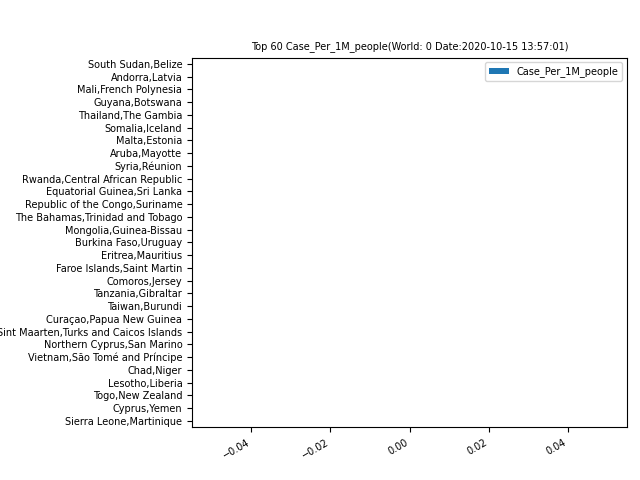 Top 60 Case_Per_1M_people(World: 0 Date:2020-10-15 13:57:01)
Case_Per_1M_people
South Sudan,Belize
Andorra,Latvia
Mali,French Polynesia
Guyana,Botswana
Thailand,The Gambia
Somalia,Iceland
Malta,Estonia
Aruba,Mayotte
Syria,Réunion
Rwanda,Central African Republic
Equatorial Guinea,Sri Lanka
Republic of the Congo,Suriname
The Bahamas,Trinidad and Tobago
Mongolia,Guinea-Bissau
Burkina Faso,Uruguay
Eritrea,Mauritius
Faroe Islands,Saint Martin
Comoros,Jersey
Tanzania,Gibraltar
Taiwan,Burundi
Curaçao,Papua New Guinea
Sint Maarten,Turks and Caicos Islands
Northern Cyprus,San Marino
Vietnam,São Tomé and Príncipe
Chad,Niger
Lesotho,Liberia
Togo,New Zealand
Cyprus,Yemen
Sierra Leone,Martinique
−0.04 −0.02 0.00 0.02 0.04